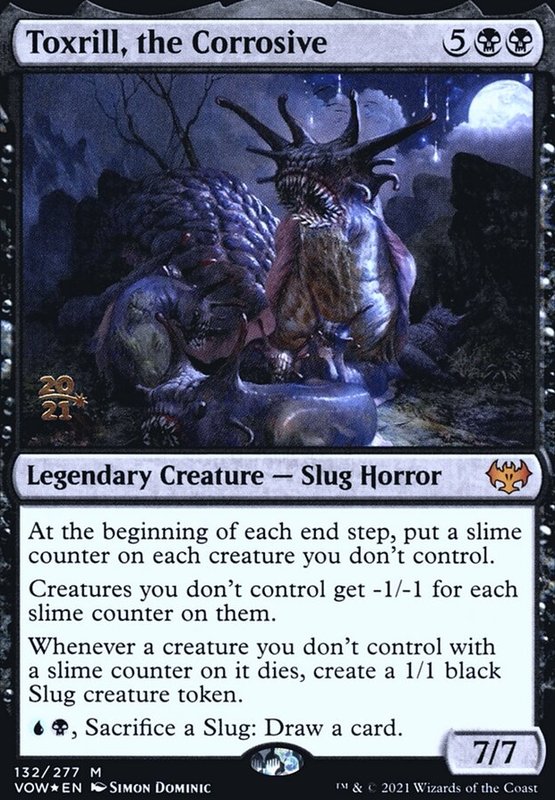 Toxrill, the Corrosive 5
20
21
Legendary Creature — Slug Horror
At the beginning of each end step, put a slime
counter on each creature you don't control.
Creatures you don't control get -1/-1 for each
slime counter on them.
Whenever a creature you don't control with
a slime counter on it dies, create a 1/1 black
Slug creature token.
, Sacrifice a Slug: Draw a card.
7/7
132/277 M
VOW★EN SIMON DOMINIC
™ & © 2021 Wizards of the Coast